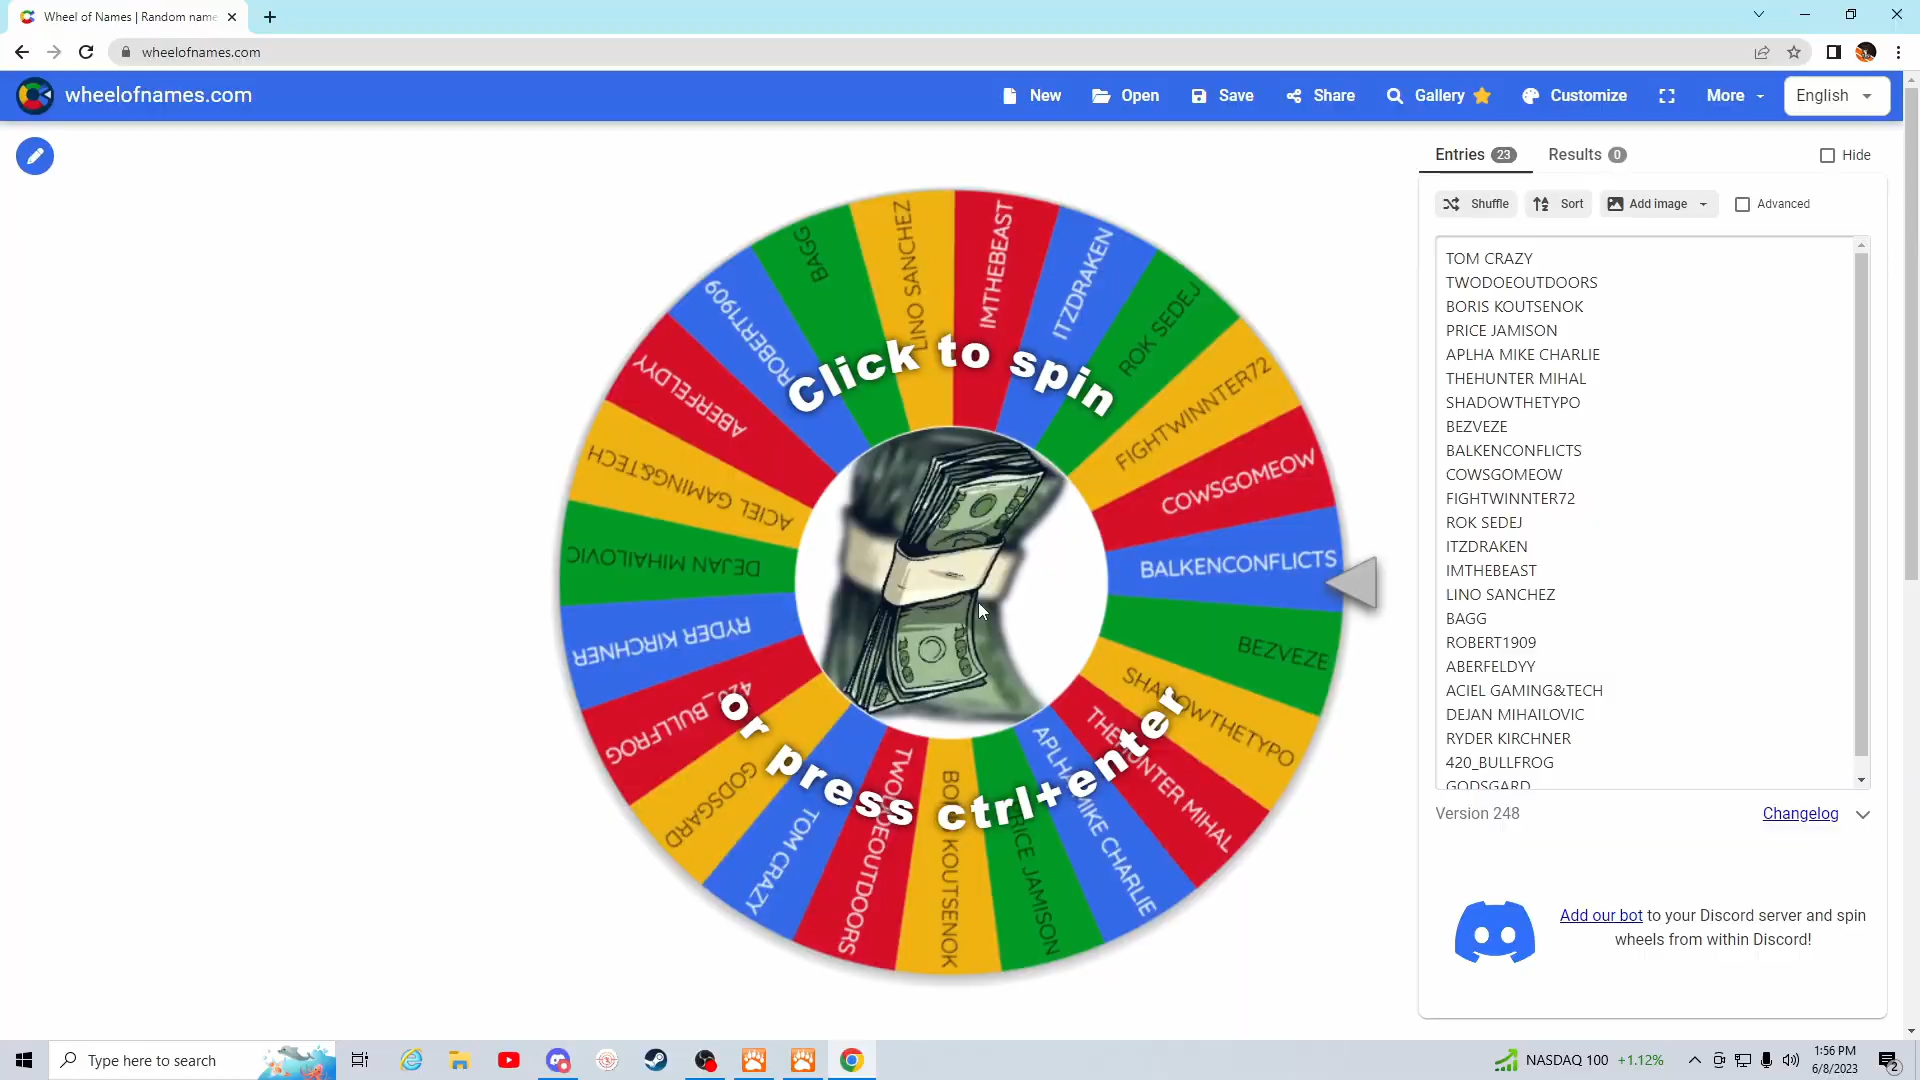 Wheel of Names | Random name
wheelofnames.com
wheelofnames.com
New
Open
Save
Share
Gallery
Customize
More
English
Entries 23
Results 0
Hide
Shuffle
Sort
Add image
Advanced
TOM CRAZY
TWODOEOUTDOORS
BORIS KOUTSENOK
PRICE JAMISON
APLHA MIKE CHARLIE
THEHUNTER MIHAL
SHADOWTHETYPO
BEZVEZE
BALKENCONFLICTS
COWSGOMEOW
FIGHTWINNTER72
ROK SEDEJ
ITZDRAKEN
IMTHEBEAST
LINO SANCHEZ
BAGG
ROBERT1909
ABERFELDYY
ACIEL GAMING&TECH
DEJAN MIHAILOVIC
RYDER KIRCHNER
420_BULLFROG
GODSGARD
Version 248
Changelog
Add our bot to your Discord server and spin
wheels from within Discord!
Click to spin
or press ctrl+enter
BAGG
LINO SANCHEZ
IMTHEBEAST
ITZDRAKEN
ROK SEDEJ
FIGHTWINNTER72
COWSGOMEOW
BALKENCONFLICTS
BEZVEZE
SHADOWTHETYPO
THEHUNTER MIHAL
APLHA MIKE CHARLIE
PRICE JAMISON
KOUTSENOK
TWODOEOUTDOORS
TOM CRAZY
GODSGARD
420_BULLFROG
RYDER KIRCHNER
DEJAN MIHAILOVIC
ACIEL GAMING&TECH
ABERFELDYY
ROBERT1909
Type here to search
NASDAQ 100 +1.12%
1:56 PM
6/8/2023
2